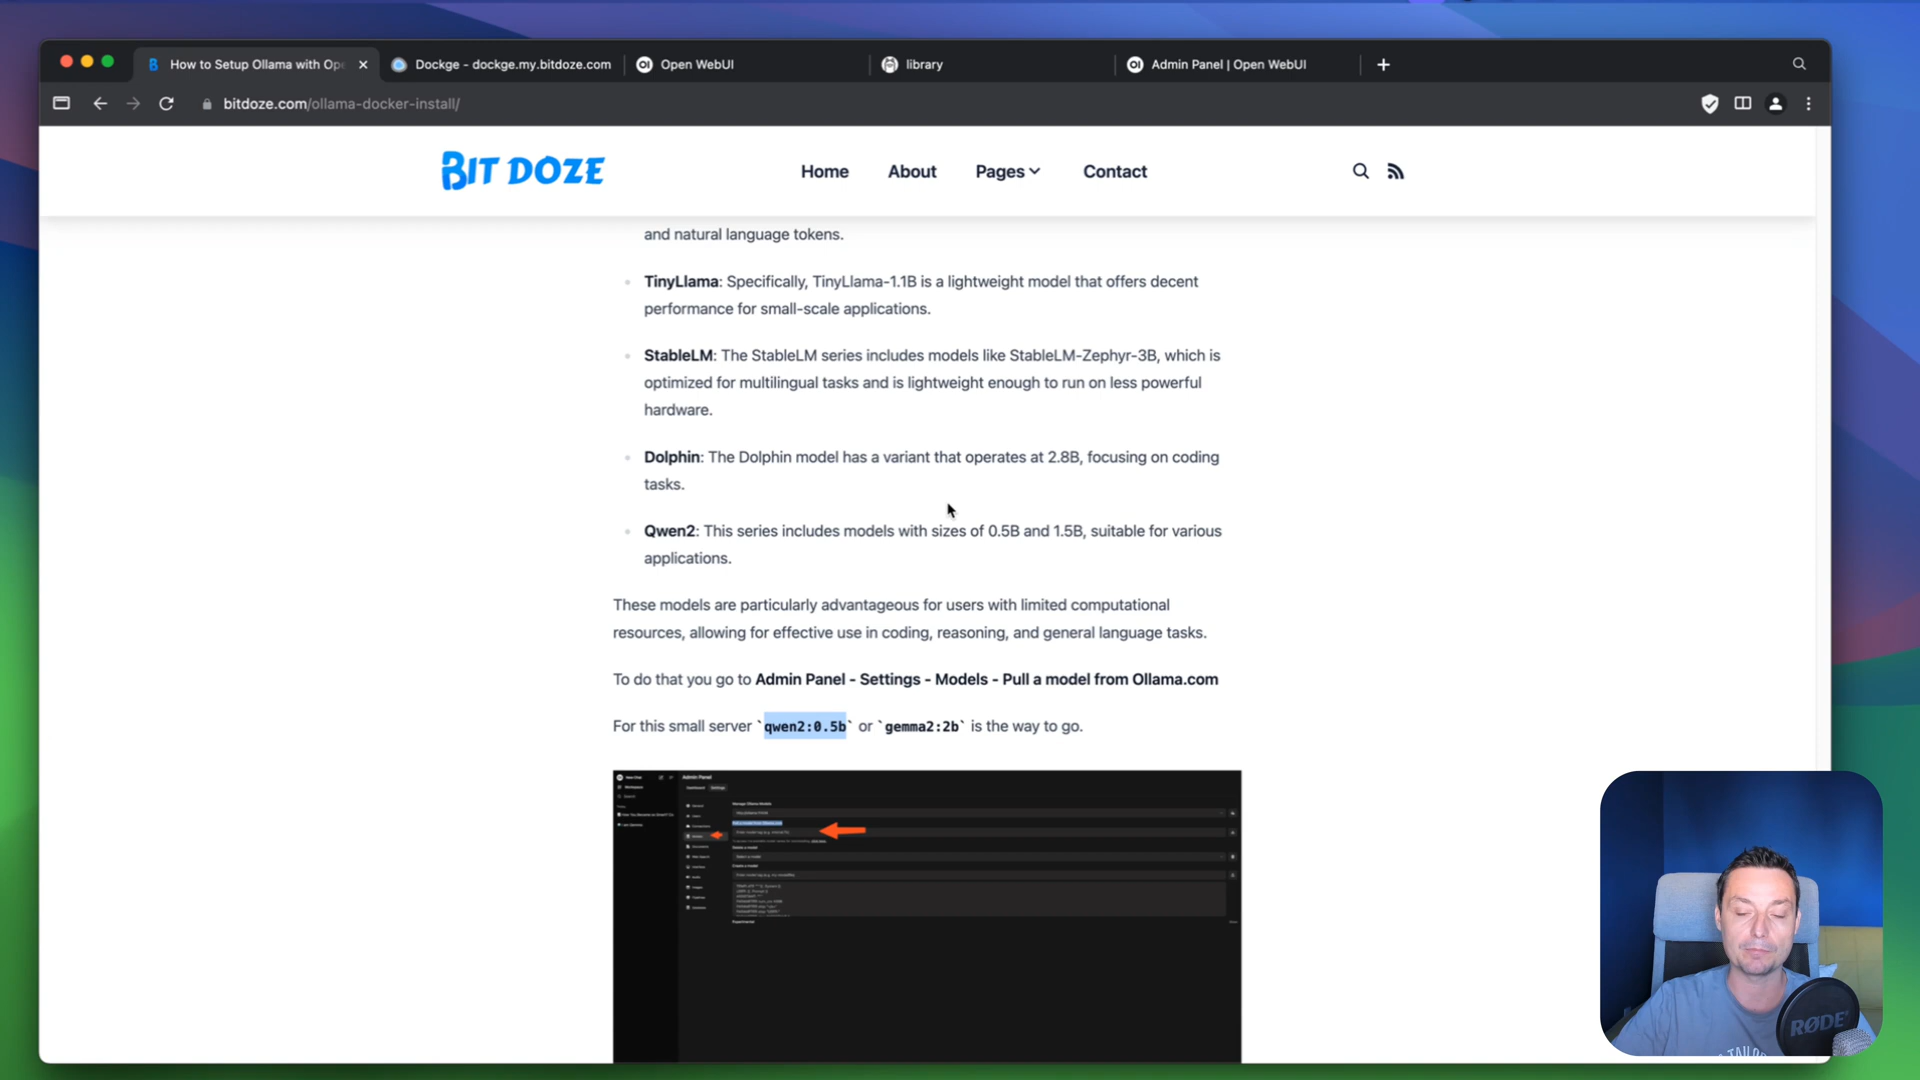 How to Setup Ollama with Ope
Dockge - dockge.my.bitdoze.com
Open WebUI
library
Admin Panel | Open WebUI
bitdoze.com/ollama-docker-install/
BIT DOZE
Home
About
Pages
Contact
and natural language tokens.
TinyLlama: Specifically, TinyLlama-1.1B is a lightweight model that offers decent
performance for small-scale applications.
StableLM: The StableLM series includes models like StableLM-Zephyr-3B, which is
optimized for multilingual tasks and is lightweight enough to run on less powerful
hardware.
Dolphin: The Dolphin model has a variant that operates at 2.8B, focusing on coding
tasks.
Qwen2: This series includes models with sizes of 0.5B and 1.5B, suitable for various
applications.
These models are particularly advantageous for users with limited computational
resources, allowing for effective use in coding, reasoning, and general language tasks.
To do that you go to Admin Panel - Settings - Models - Pull a model from Ollama.com
For this small server `qwen2:0.5b` or `gemma2:2b` is the way to go.
Admin Panel
RØDE